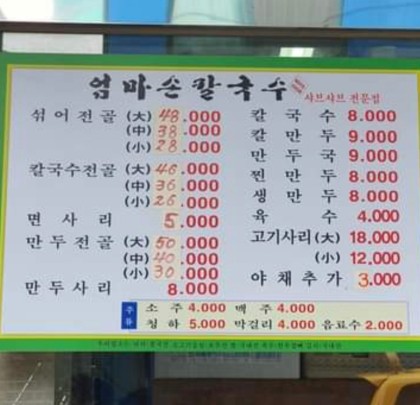 엄마손칼국수 샤브샤브 전문점
섞어전골 (大) 48.000
(中) 38.000
(小) 28.000
칼국수전골 (大) 46.000
(中) 36.000
(小) 26.000
면사리 5.000
만두전골 (大) 50.000
(中) 40.000
(小) 30.000
만두사리 8.000
칼국수 8.000
칼만두 9.000
만두국 9.000
찐만두 8.000
생만두 8.000
육수 4.000
고기사리(大) 18,000
(小) 12.000
야채추가 3.000
주류
소주 4.000 맥주 4.000
청하 5.000 막걸리 4.000 음료수 2.000